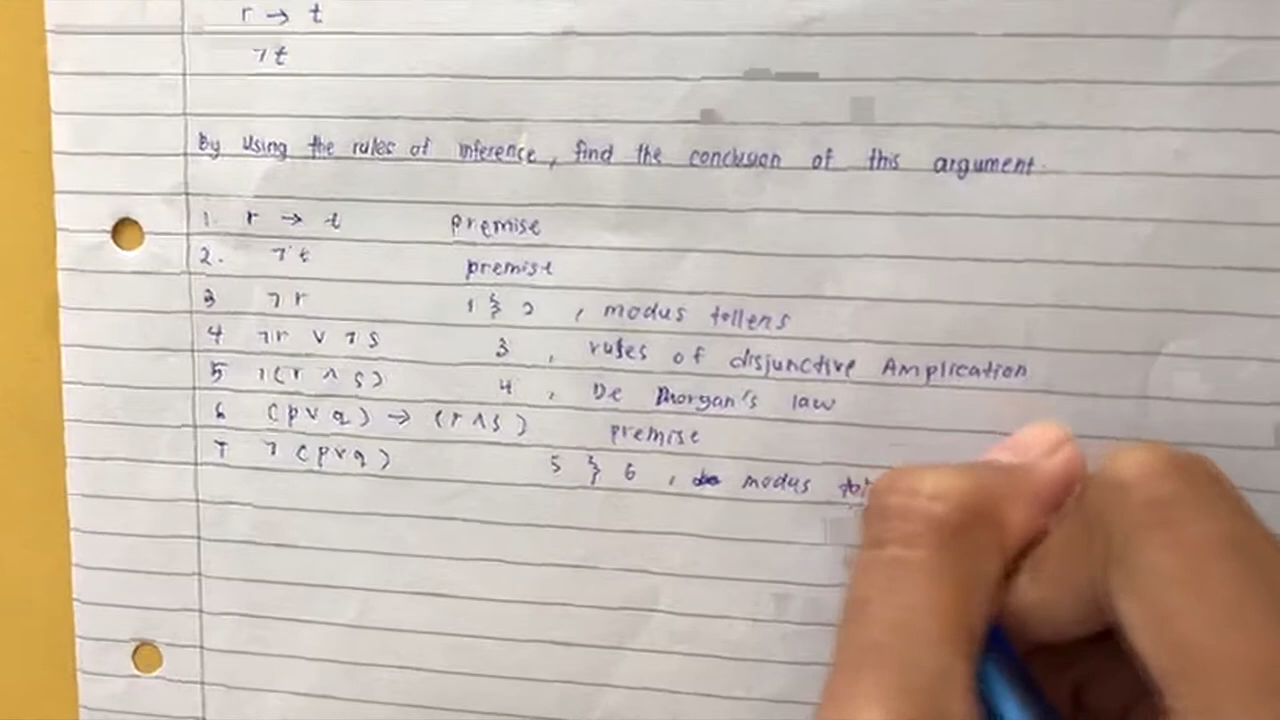 r → t
¬t
By using the rules of inference, find the conclusion of this argument.
1. r → t premise
2. ¬t premise
3 ¬r 1 & 2 , modus tollens
4 ¬r ∨ ¬s 3 , rules of disjunctive Amplication
5 ¬(r ∧ s) 4 , De Morgan's law
6 (p ∨ q) → (r ∧ s) premise
7 ¬(p ∨ q) 5 & 6 , modus